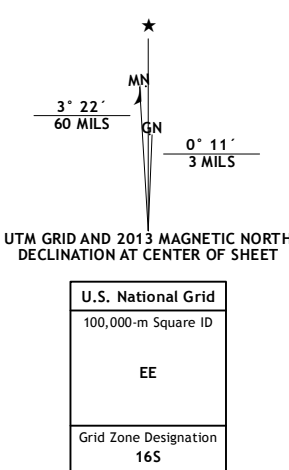 ★
MN
3° 22´
60 MILS
GN
0° 11´
3 MILS
UTM GRID AND 2013 MAGNETIC NORTH
DECLINATION AT CENTER OF SHEET
U.S. National Grid
100,000-m Square ID
EE
Grid Zone Designation
16S